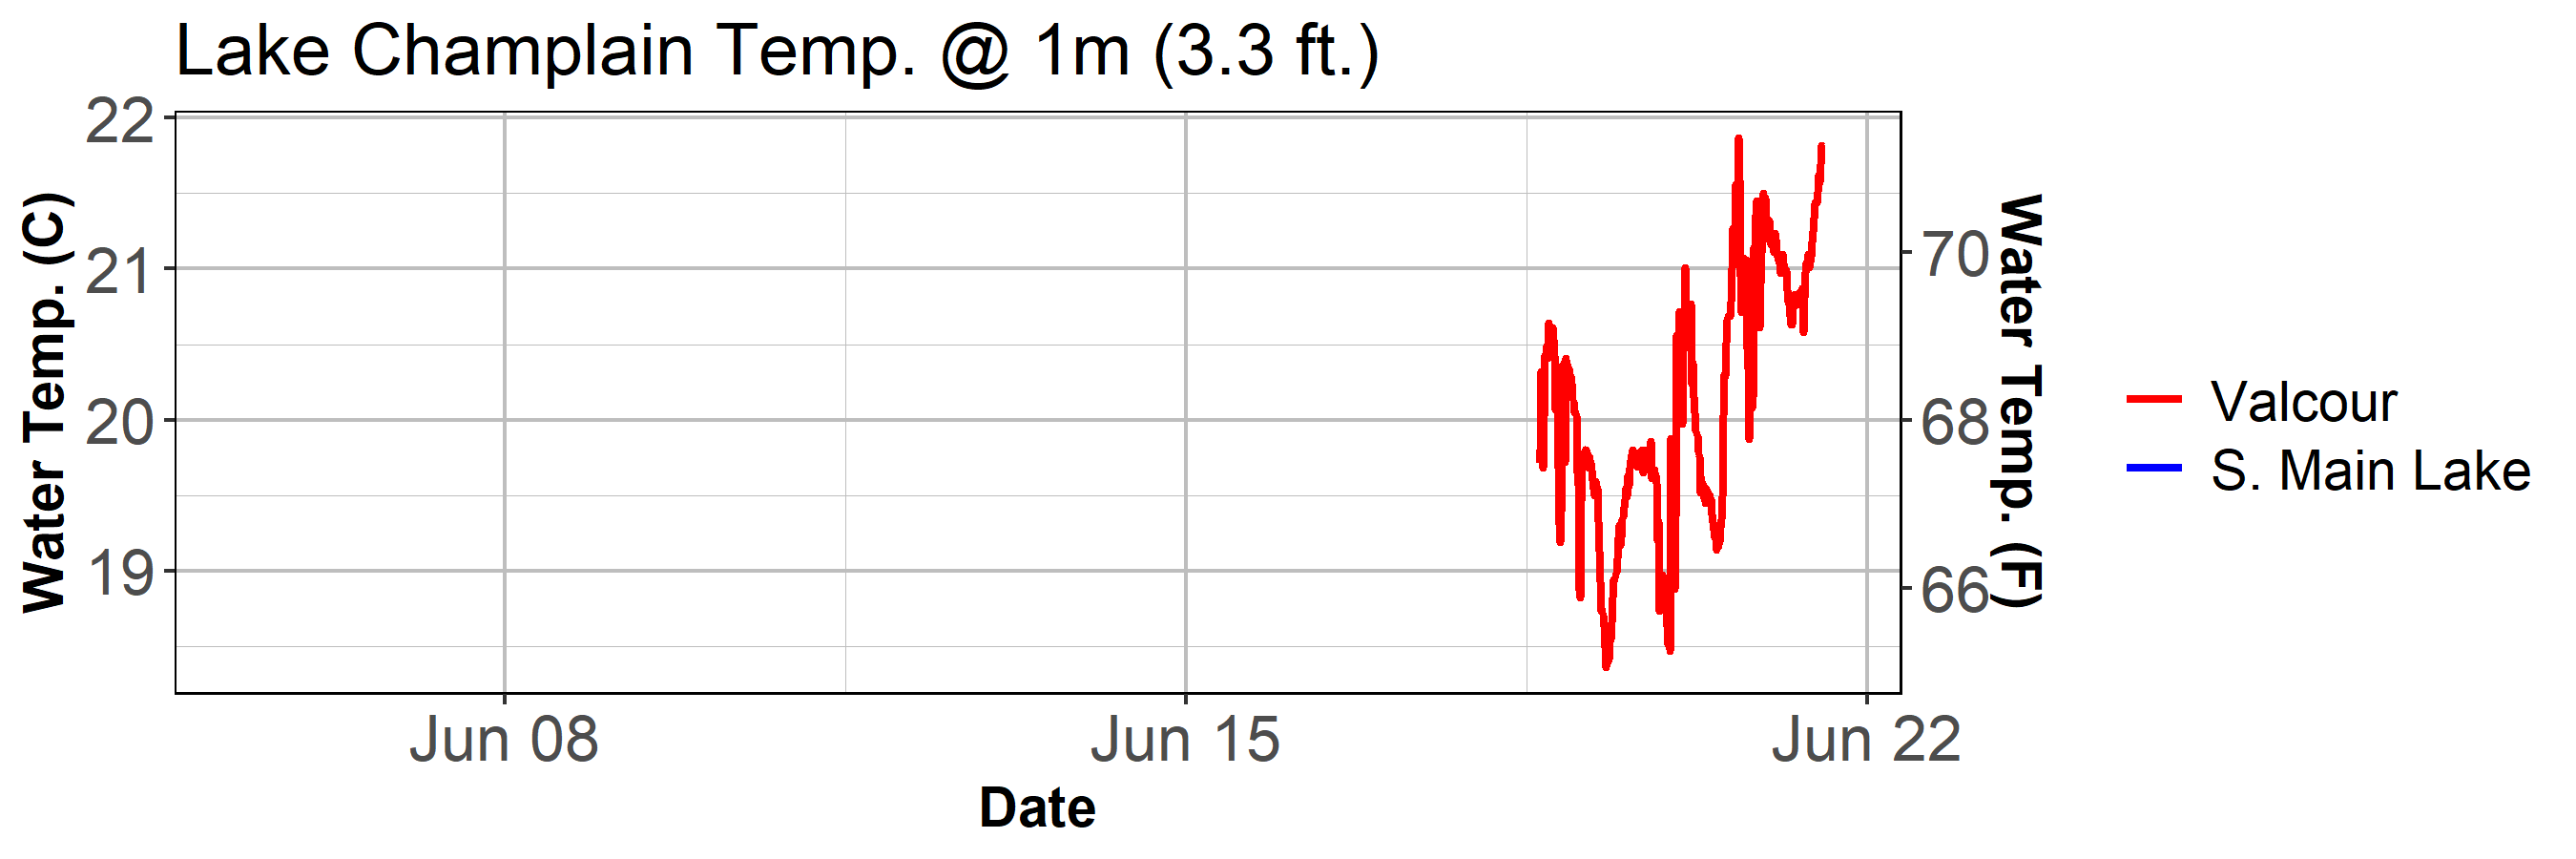 Lake Champlain Temp. @ 1m (3.3 ft.)
Water Temp. (C)
22
21
20
19
70
68
66
Water Temp. (F)
Jun 08
Jun 15
Jun 22
Date
Valcour
S. Main Lake